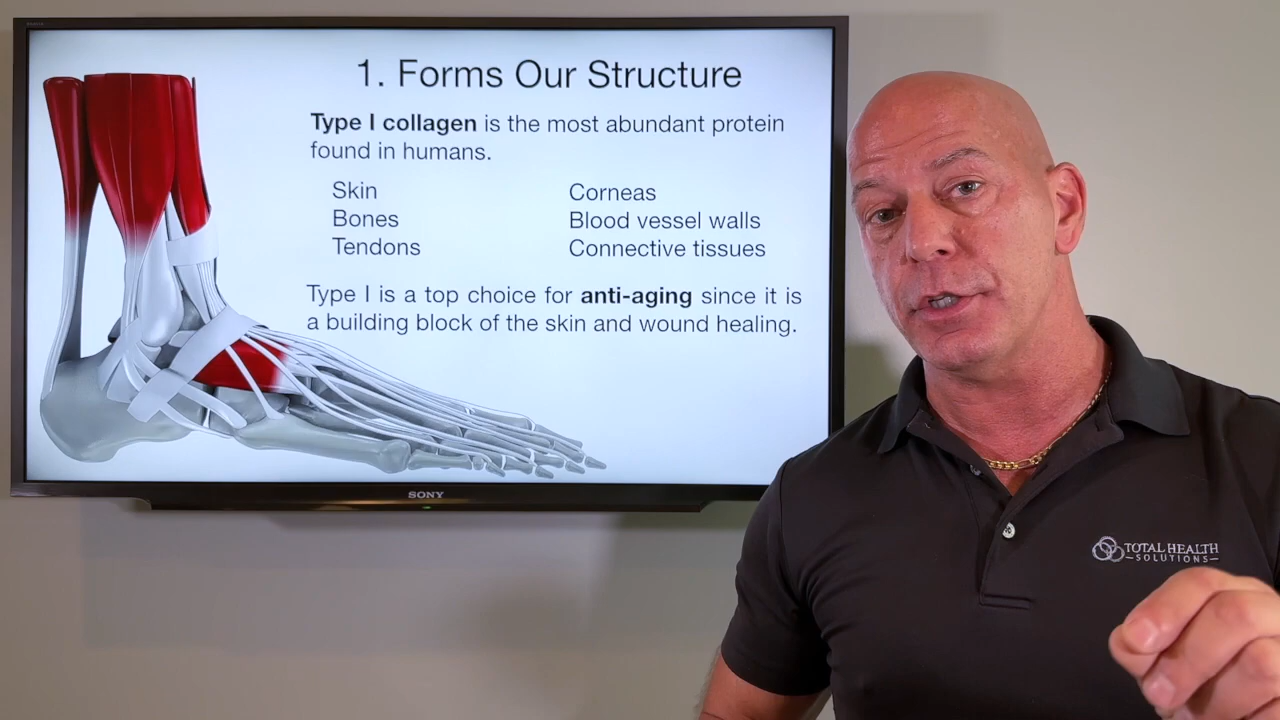 1. Forms Our Structure
Type I collagen is the most abundant protein
found in humans.
Skin
Bones
Tendons
Corneas
Blood vessel walls
Connective tissues
Type I is a top choice for anti-aging since it is
a building block of the skin and wound healing.
SONY
TOTAL HEALTH
SOLUTIONS